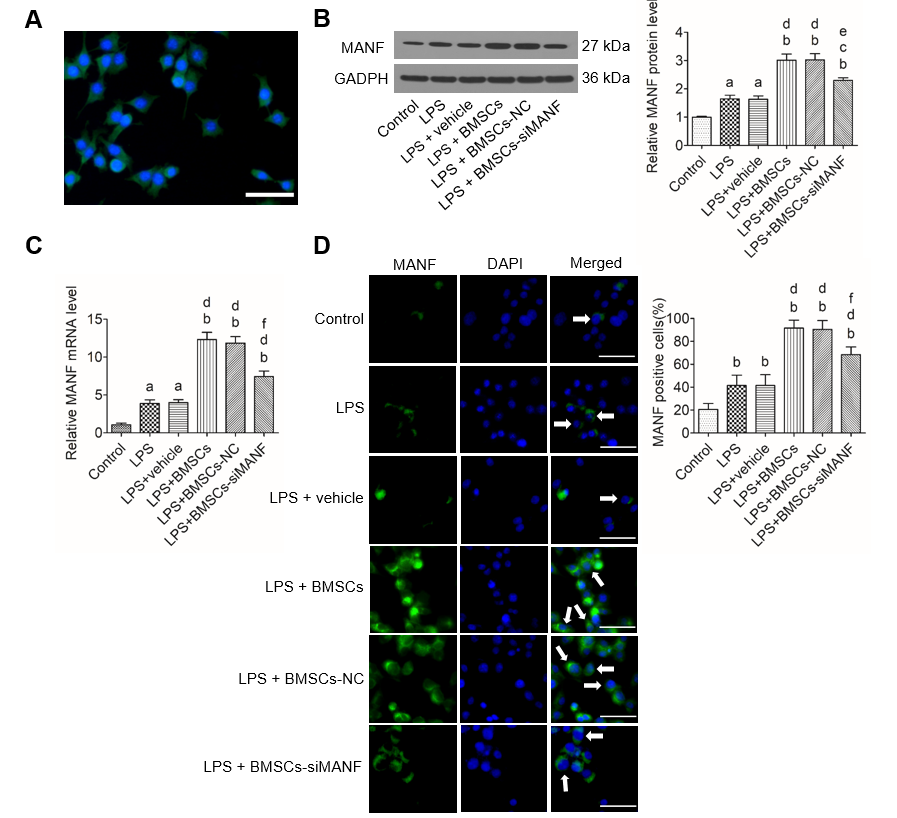 A
B
MANF
27 kDa
GADPH
36 kDa
Control
LPS
LPS + vehicle
LPS + BMSCs
LPS + BMSCs-NC
LPS + BMSCs-siMANF
Relative MANF protein level
4
3
2
1
0
a
a
d
b
d
b
e
c
b
Control
LPS
LPS+vehicle
LPS+BMSCs
LPS+BMSCs-NC
LPS+BMSCs-siMANF
C
Relative MANF mRNA level
15
10
5
0
a
a
d
b
d
b
f
d
b
Control
LPS
LPS+vehicle
LPS+BMSCs
LPS+BMSCs-NC
LPS+BMSCs-siMANF
D
MANF
DAPI
Merged
Control
LPS
LPS + vehicle
LPS + BMSCs
LPS + BMSCs-NC
LPS + BMSCs-siMANF
MANF positive cells(%)
100
80
60
40
20
0
b
b
d
b
d
b
f
d
b
Control
LPS
LPS+vehicle
LPS+BMSCs
LPS+BMSCs-NC
LPS+BMSCs-siMANF